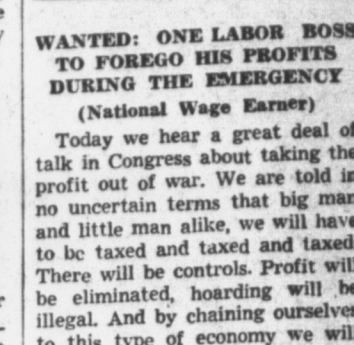 WANTED: ONE LABOR BOSS
TO FOREGO HIS PROFITS
DURING THE EMERGENCY
(National Wage Earner)
Today we hear a great deal of
talk in Congress about taking the
profit out of war. We are told in
no uncertain terms that big man
and little man alike, we will have
to be taxed and taxed and taxed
There will be controls. Profit will
be eliminated, hoarding will be
illegal. And by chaining ourselves
to this type of economy we will